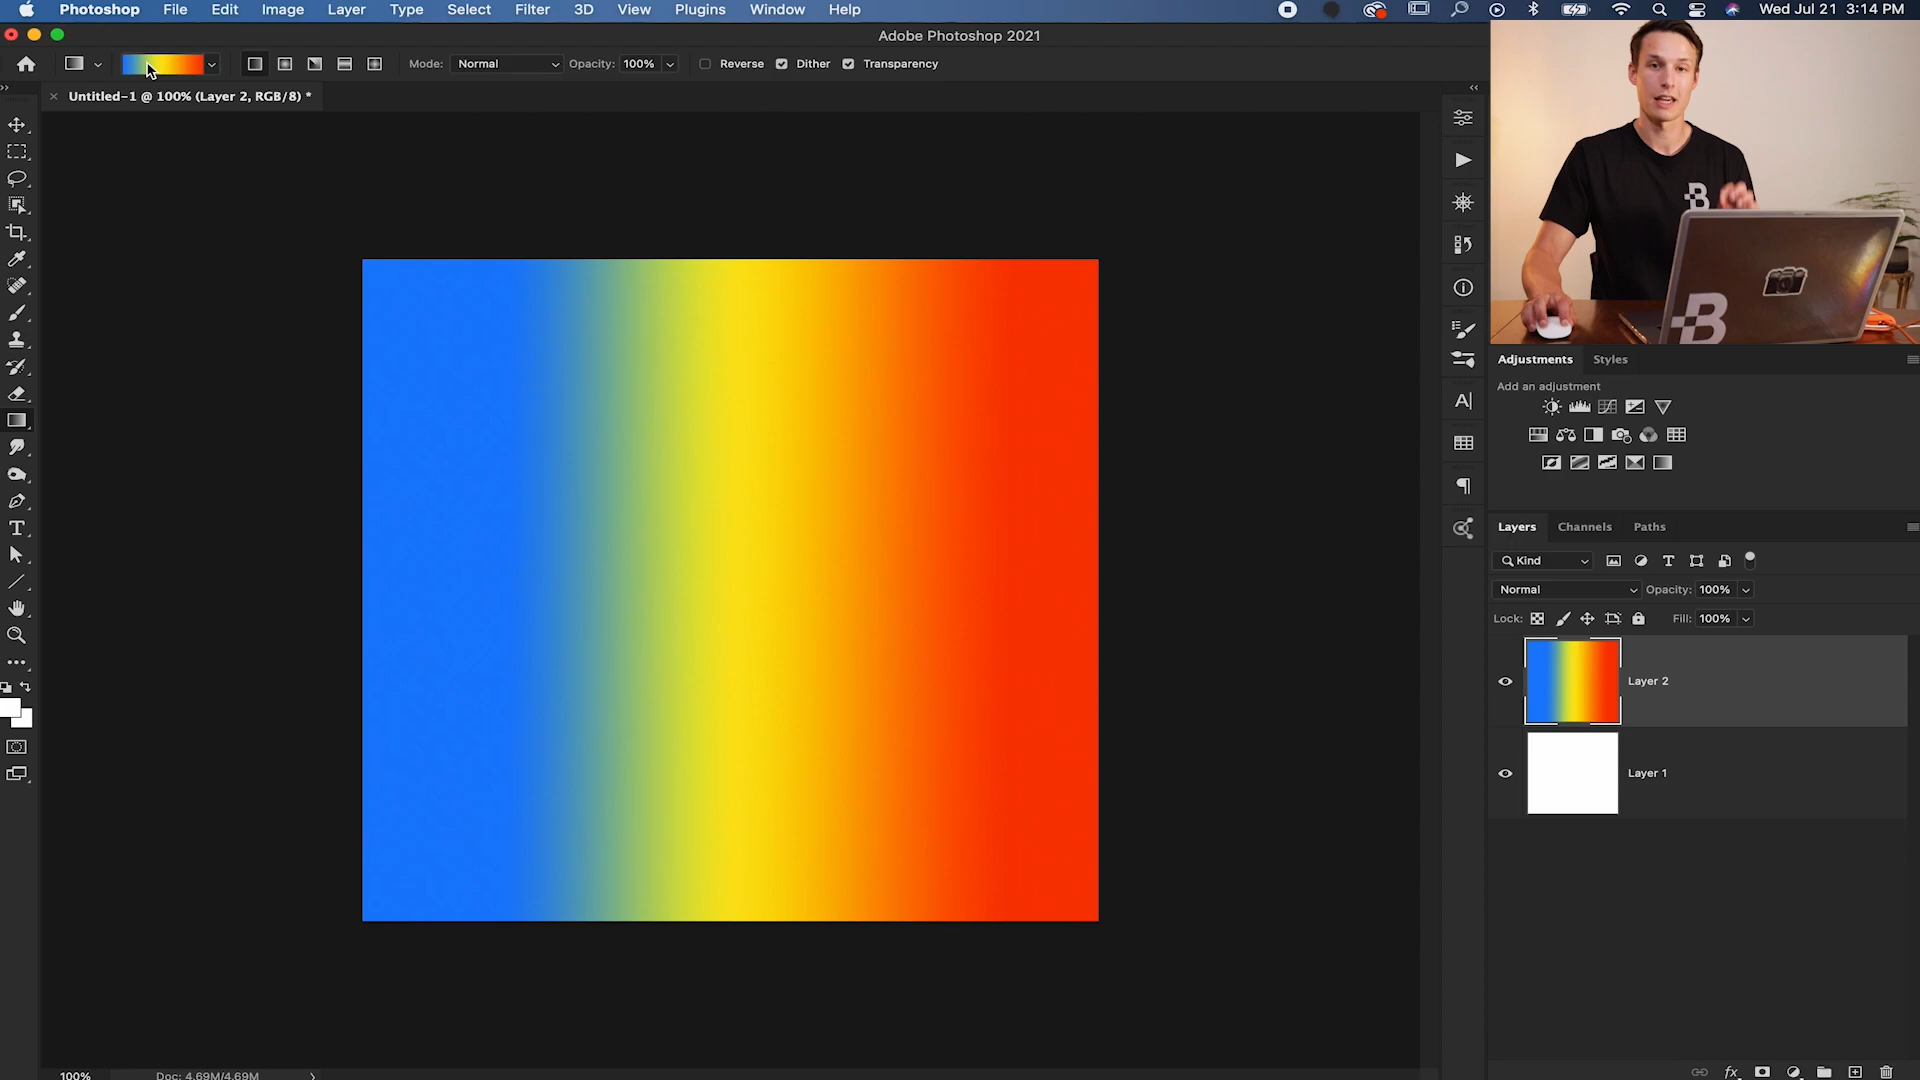 Photoshop File Edit Image Layer Type Select Filter 3D View Plugins Window Help Wed Jul 21 3:14 PM
Adobe Photoshop 2021
Mode: Normal Opacity: 100% Reverse Dither Transparency
Untitled-1 @ 100% (Layer 2, RGB/8) *
Adjustments Styles
Add an adjustment
Layers Channels Paths
Kind
Normal Opacity: 100%
Lock: Fill: 100%
Layer 2
Layer 1
100% Doc: 4.69M/4.69M